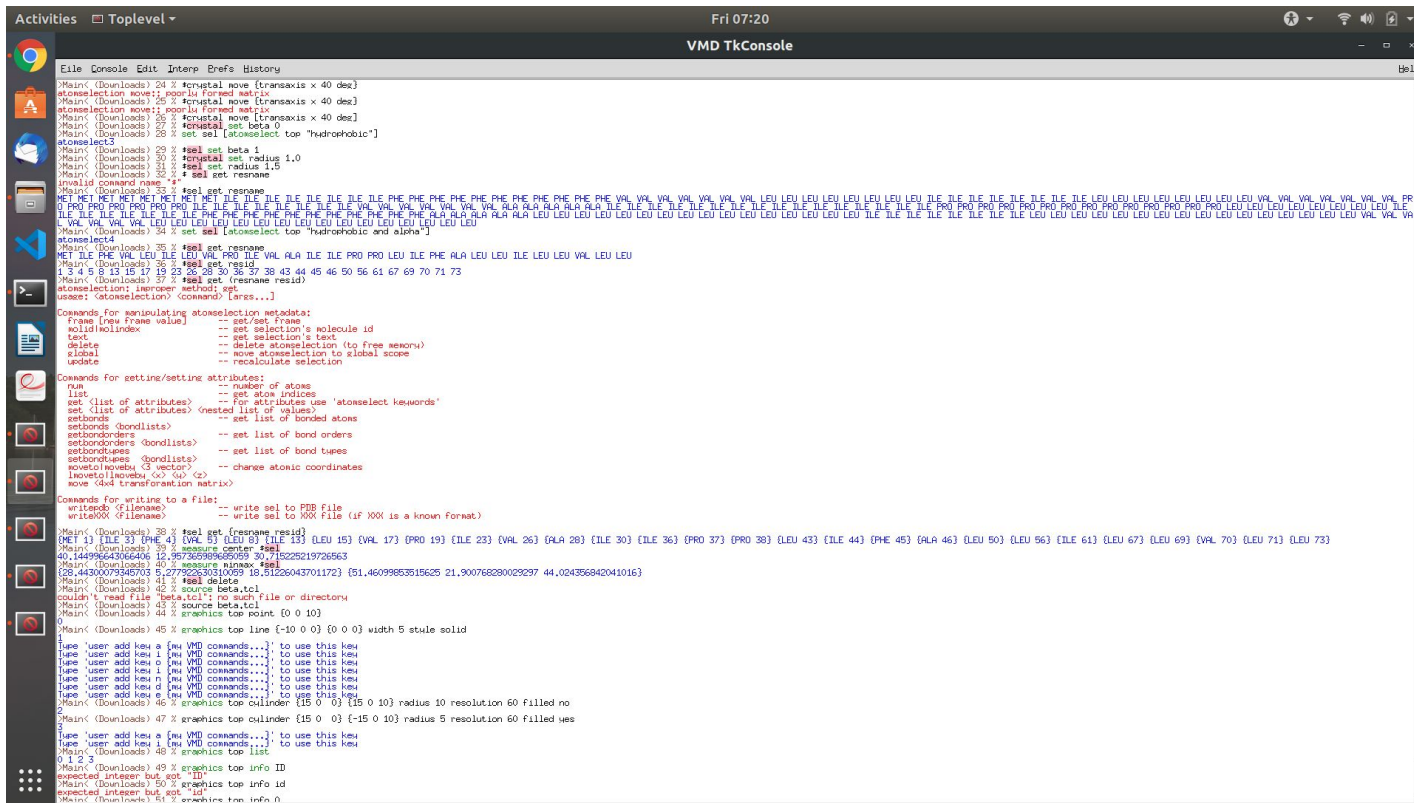 Activities Toplevel Fri 07:20
VMD TkConsole
File Console Edit Interp Prefs History Hel
>Main< (Downloads) 24 % $crystal move {transaxis x 40 deg}
atomselection move:: poorly formed matrix
>Main< (Downloads) 25 % $crystal move {transaxis x 40 deg}
atomselection move:: poorly formed matrix
>Main< (Downloads) 26 % $crystal move [transaxis x 40 deg]
>Main< (Downloads) 27 % $crystal set beta 0
>Main< (Downloads) 28 % set sel [atomselect top "hydrophobic"]
atomselect3
>Main< (Downloads) 29 % $sel set beta 1
>Main< (Downloads) 30 % $crystal set radius 1.0
>Main< (Downloads) 31 % $sel set radius 1.5
>Main< (Downloads) 32 % $ sel get resname
invalid command name "$"
>Main< (Downloads) 33 % $sel get resname
>Main< (Downloads) 34 % set sel [atomselect top "hydrophobic and alpha"]
atomselect4
>Main< (Downloads) 35 % $sel get resname
MET ILE PHE VAL LEU ILE LEU VAL PRO ILE VAL ALA ILE ILE PRO PRO LEU ILE PHE ALA LEU LEU ILE LEU LEU VAL LEU LEU
>Main< (Downloads) 36 % $sel get resid
1 3 4 5 8 13 15 17 19 23 26 28 30 36 37 38 43 44 45 46 50 56 61 67 69 70 71 73
>Main< (Downloads) 37 % $sel get (resname resid)
atomselection: improper method: get
usage: <atomselection> <command> [args...]
Commands for manipulating atomselection metadata:
frame [new frame value] -- get/set frame
molid|molindex -- get selection's molecule id
text -- get selection's text
delete -- delete atomselection (to free memory)
global -- move atomselection to global scope
update -- recalculate selection
Commands for getting/setting attributes:
num -- number of atoms
list -- get atom indices
get <list of attributes> -- for attributes use 'atomselect keywords'
set <list of attributes> <nested list of values>
getbonds -- get list of bonded atoms
setbonds <bondlists>
getbondorders -- get list of bond orders
setbondorders <bondlists>
getbondtypes -- get list of bond types
setbondtypes <bondlists>
moveto|moveby <3 vector> -- change atomic coordinates
lmoveto|lmoveby <x> <y> <z>
move <4x4 transforamtion matrix>
Commands for writing to a file:
writepdb <filename> -- write sel to PDB file
writeXXX <filename> -- write sel to XXX file (if XXX is a known format)
>Main< (Downloads) 38 % $sel get {resname resid}
{MET 1} {ILE 3} {PHE 4} {VAL 5} {LEU 8} {ILE 13} {LEU 15} {VAL 17} {PRO 19} {ILE 23} {VAL 26} {ALA 28} {ILE 30} {ILE 36} {PRO 37} {PRO 38} {LEU 43} {ILE 44} {PHE 45} {ALA 46} {LEU 50} {LEU 56} {ILE 61} {LEU 67} {LEU 69} {VAL 70} {LEU 71} {LEU 73}
>Main< (Downloads) 39 % measure center $sel
40.144996643066406 12.957365989685059 30.715225219726563
>Main< (Downloads) 40 % measure minmax $sel
{28.44300079345703 5.277922630310059 18.51226043701172} {51.46099853515625 21.900768280029297 44.024356842041016}
>Main< (Downloads) 41 % $sel delete
>Main< (Downloads) 42 % source beta.tcl
couldn't read file "beta.tcl": no such file or directory
>Main< (Downloads) 43 % source beta.tcl
>Main< (Downloads) 44 % graphics top point {0 0 10}
0
>Main< (Downloads) 45 % graphics top line {-10 0 0} {0 0 0} width 5 style solid
1
Type 'user add key a {my VMD commands...}' to use this key
Type 'user add key i {my VMD commands...}' to use this key
Type 'user add key o {my VMD commands...}' to use this key
Type 'user add key i {my VMD commands...}' to use this key
Type 'user add key n {my VMD commands...}' to use this key
Type 'user add key d {my VMD commands...}' to use this key
Type 'user add key e {my VMD commands...}' to use this key
>Main< (Downloads) 46 % graphics top cylinder {15 0 0} {15 0 10} radius 10 resolution 60 filled no
2
>Main< (Downloads) 47 % graphics top cylinder {15 0 0} {-15 0 10} radius 5 resolution 60 filled yes
3
Type 'user add key a {my VMD commands...}' to use this key
Type 'user add key i {my VMD commands...}' to use this key
>Main< (Downloads) 48 % graphics top list
0 1 2 3
>Main< (Downloads) 49 % graphics top info ID
expected integer but got "ID"
>Main< (Downloads) 50 % graphics top info id
expected integer but got "id"
>Main< (Downloads) 51 % graphics top info 0